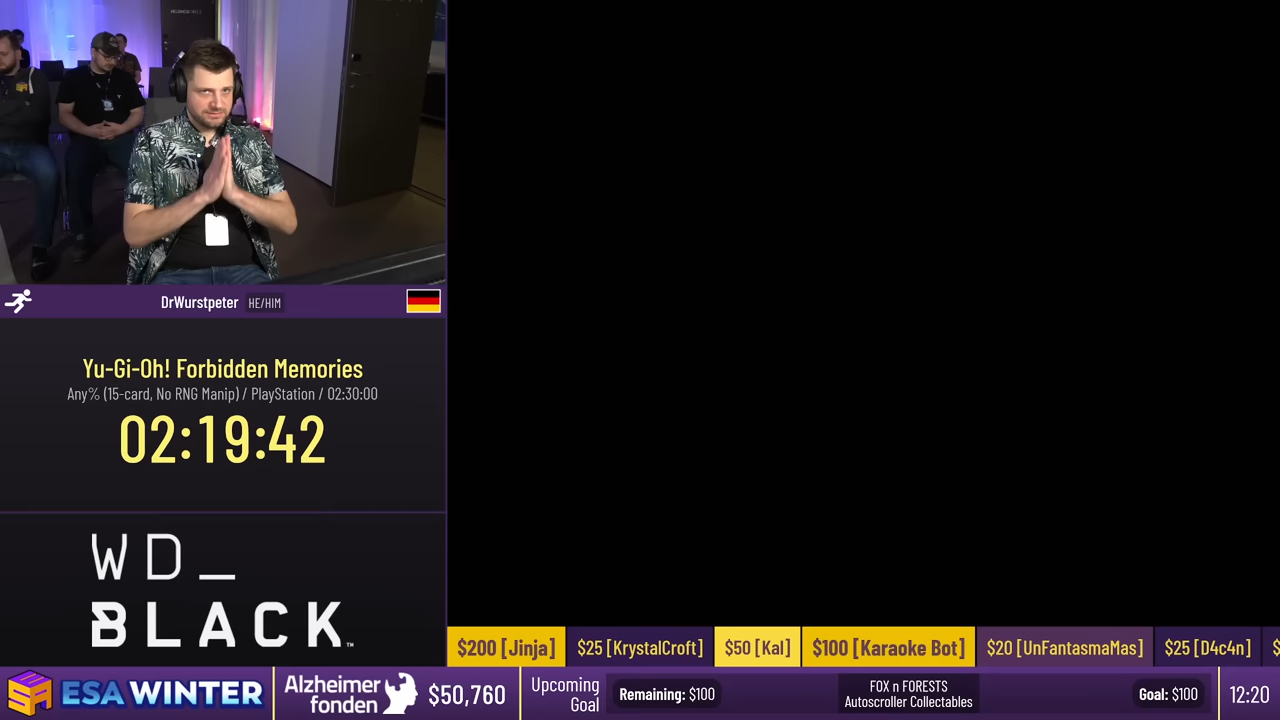 DrWurstpeter HE/HIM
Yu-Gi-Oh! Forbidden Memories
Any% (15-card, No RNG Manip) / PlayStation / 02:30:00
02:19:42
WD_
BLACK™
$200 [Jinja] $25 [KrystalCroft] $50 [Kal] $100 [Karaoke Bot] $20 [UnFantasmaMas] $25 [D4c4n] $
ESA WINTER
Alzheimer
fonden
$50,760
Upcoming
Goal
Remaining: $100
FOX n FORESTS
Autoscroller Collectables
Goal: $100
12:20